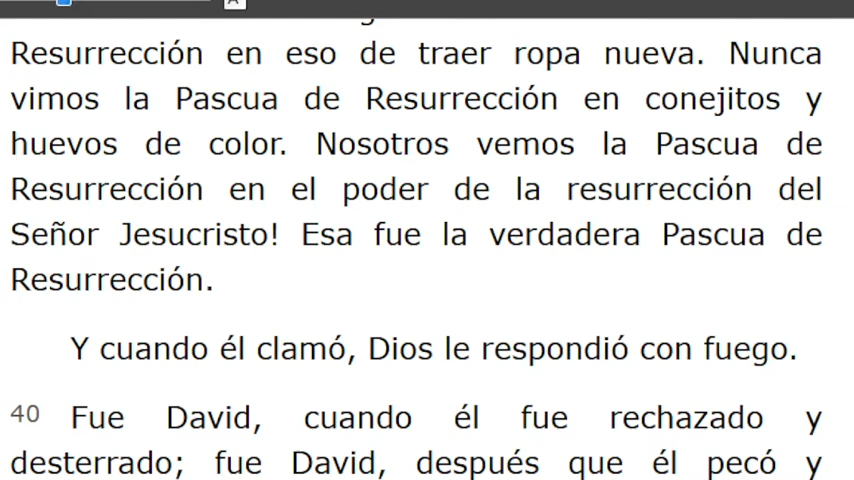 Resurrección en eso de traer ropa nueva. Nunca
vimos la Pascua de Resurrección en conejitos y
huevos de color. Nosotros vemos la Pascua de
Resurrección en el poder de la resurrección del
Señor Jesucristo! Esa fue la verdadera Pascua de
Resurrección.
Y cuando él clamó, Dios le respondió con fuego.
40 Fue David, cuando él fue rechazado y
desterrado; fue David, después que él pecó y